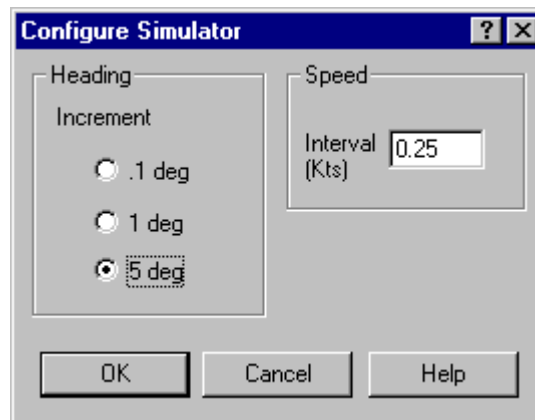 Configure Simulator
Heading
Increment
.1 deg
1 deg
5 deg
Speed
Interval
(Kts)
0.25
OK
Cancel
Help